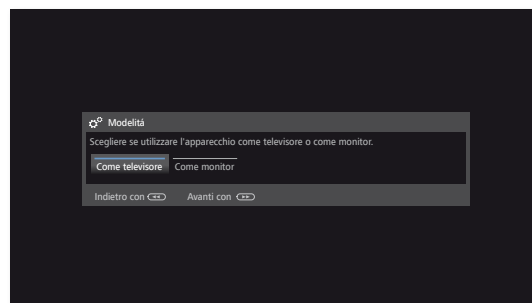 Modelitá
Scegliere se utilizzare l'apparecchio come televisore o come monitor.
Come televisore Come monitor
Indietro con Avanti con